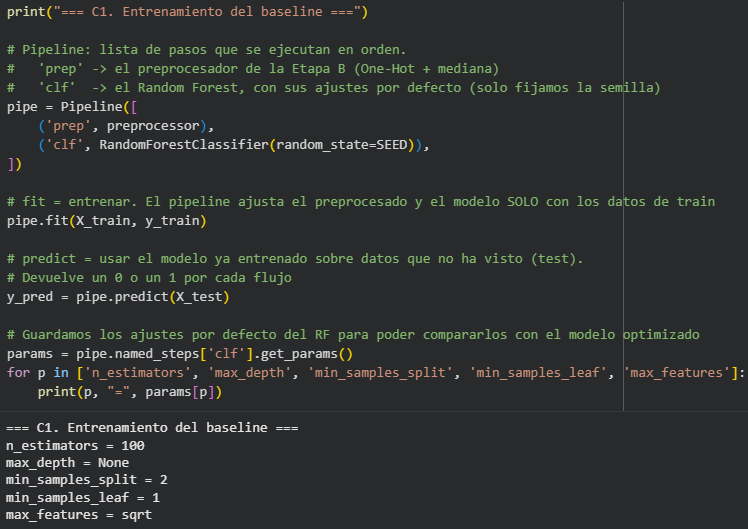 print("=== C1. Entrenamiento del baseline ===")
# Pipeline: lista de pasos que se ejecutan en orden.
#   'prep' -> el preprocesador de la Etapa B (One-Hot + mediana)
#   'clf'  -> el Random Forest, con sus ajustes por defecto (solo fijamos la semilla)
pipe = Pipeline([
    ('prep', preprocessor),
    ('clf', RandomForestClassifier(random_state=SEED)),
])
# fit = entrenar. El pipeline ajusta el preprocesado y el modelo SOLO con los datos de train
pipe.fit(X_train, y_train)
# predict = usar el modelo ya entrenado sobre datos que no ha visto (test).
# Devuelve un 0 o un 1 por cada flujo
y_pred = pipe.predict(X_test)
# Guardamos los ajustes por defecto del RF para poder compararlos con el modelo optimizado
params = pipe.named_steps['clf'].get_params()
for p in ['n_estimators', 'max_depth', 'min_samples_split', 'min_samples_leaf', 'max_features']:
    print(p, "=", params[p])
=== C1. Entrenamiento del baseline ===
n_estimators = 100
max_depth = None
min_samples_split = 2
min_samples_leaf = 1
max_features = sqrt